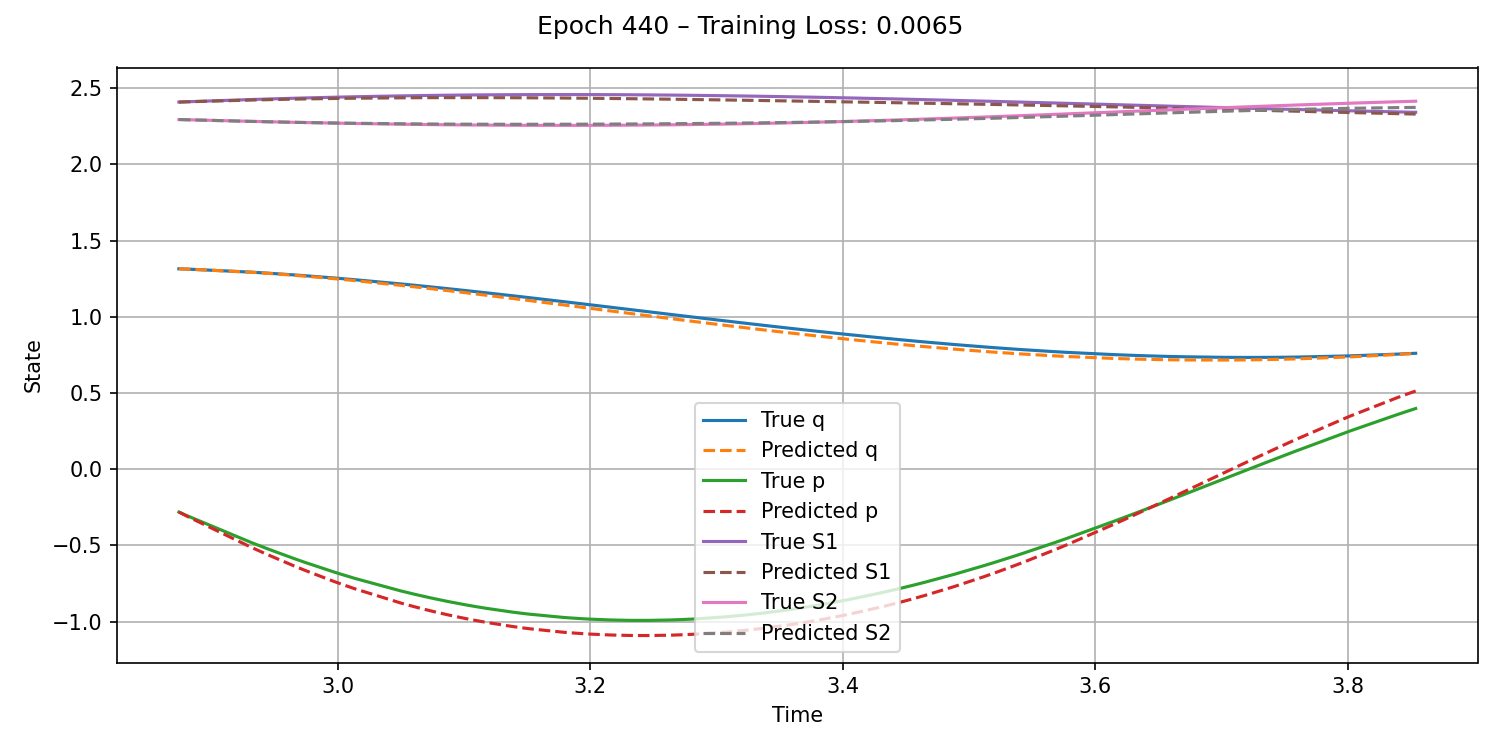 Epoch 440 – Training Loss: 0.0065
2.5
2.0
1.5
1.0
0.5
0.0
−0.5
−1.0
State
True q
Predicted q
True p
Predicted p
True S1
Predicted S1
True S2
Predicted S2
3.0 3.2 3.4 3.6 3.8
Time